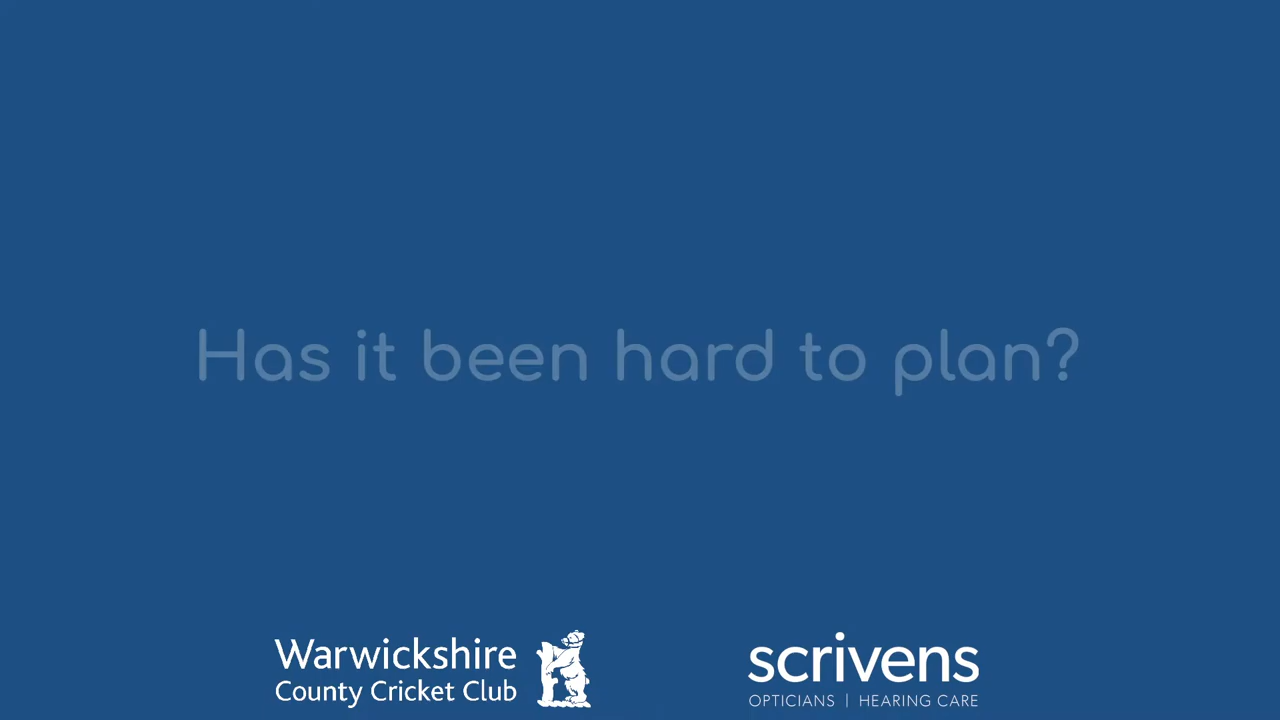 Has it been hard to plan?
Warwickshire
County Cricket Club
scrivens
OPTICIANS | HEARING CARE